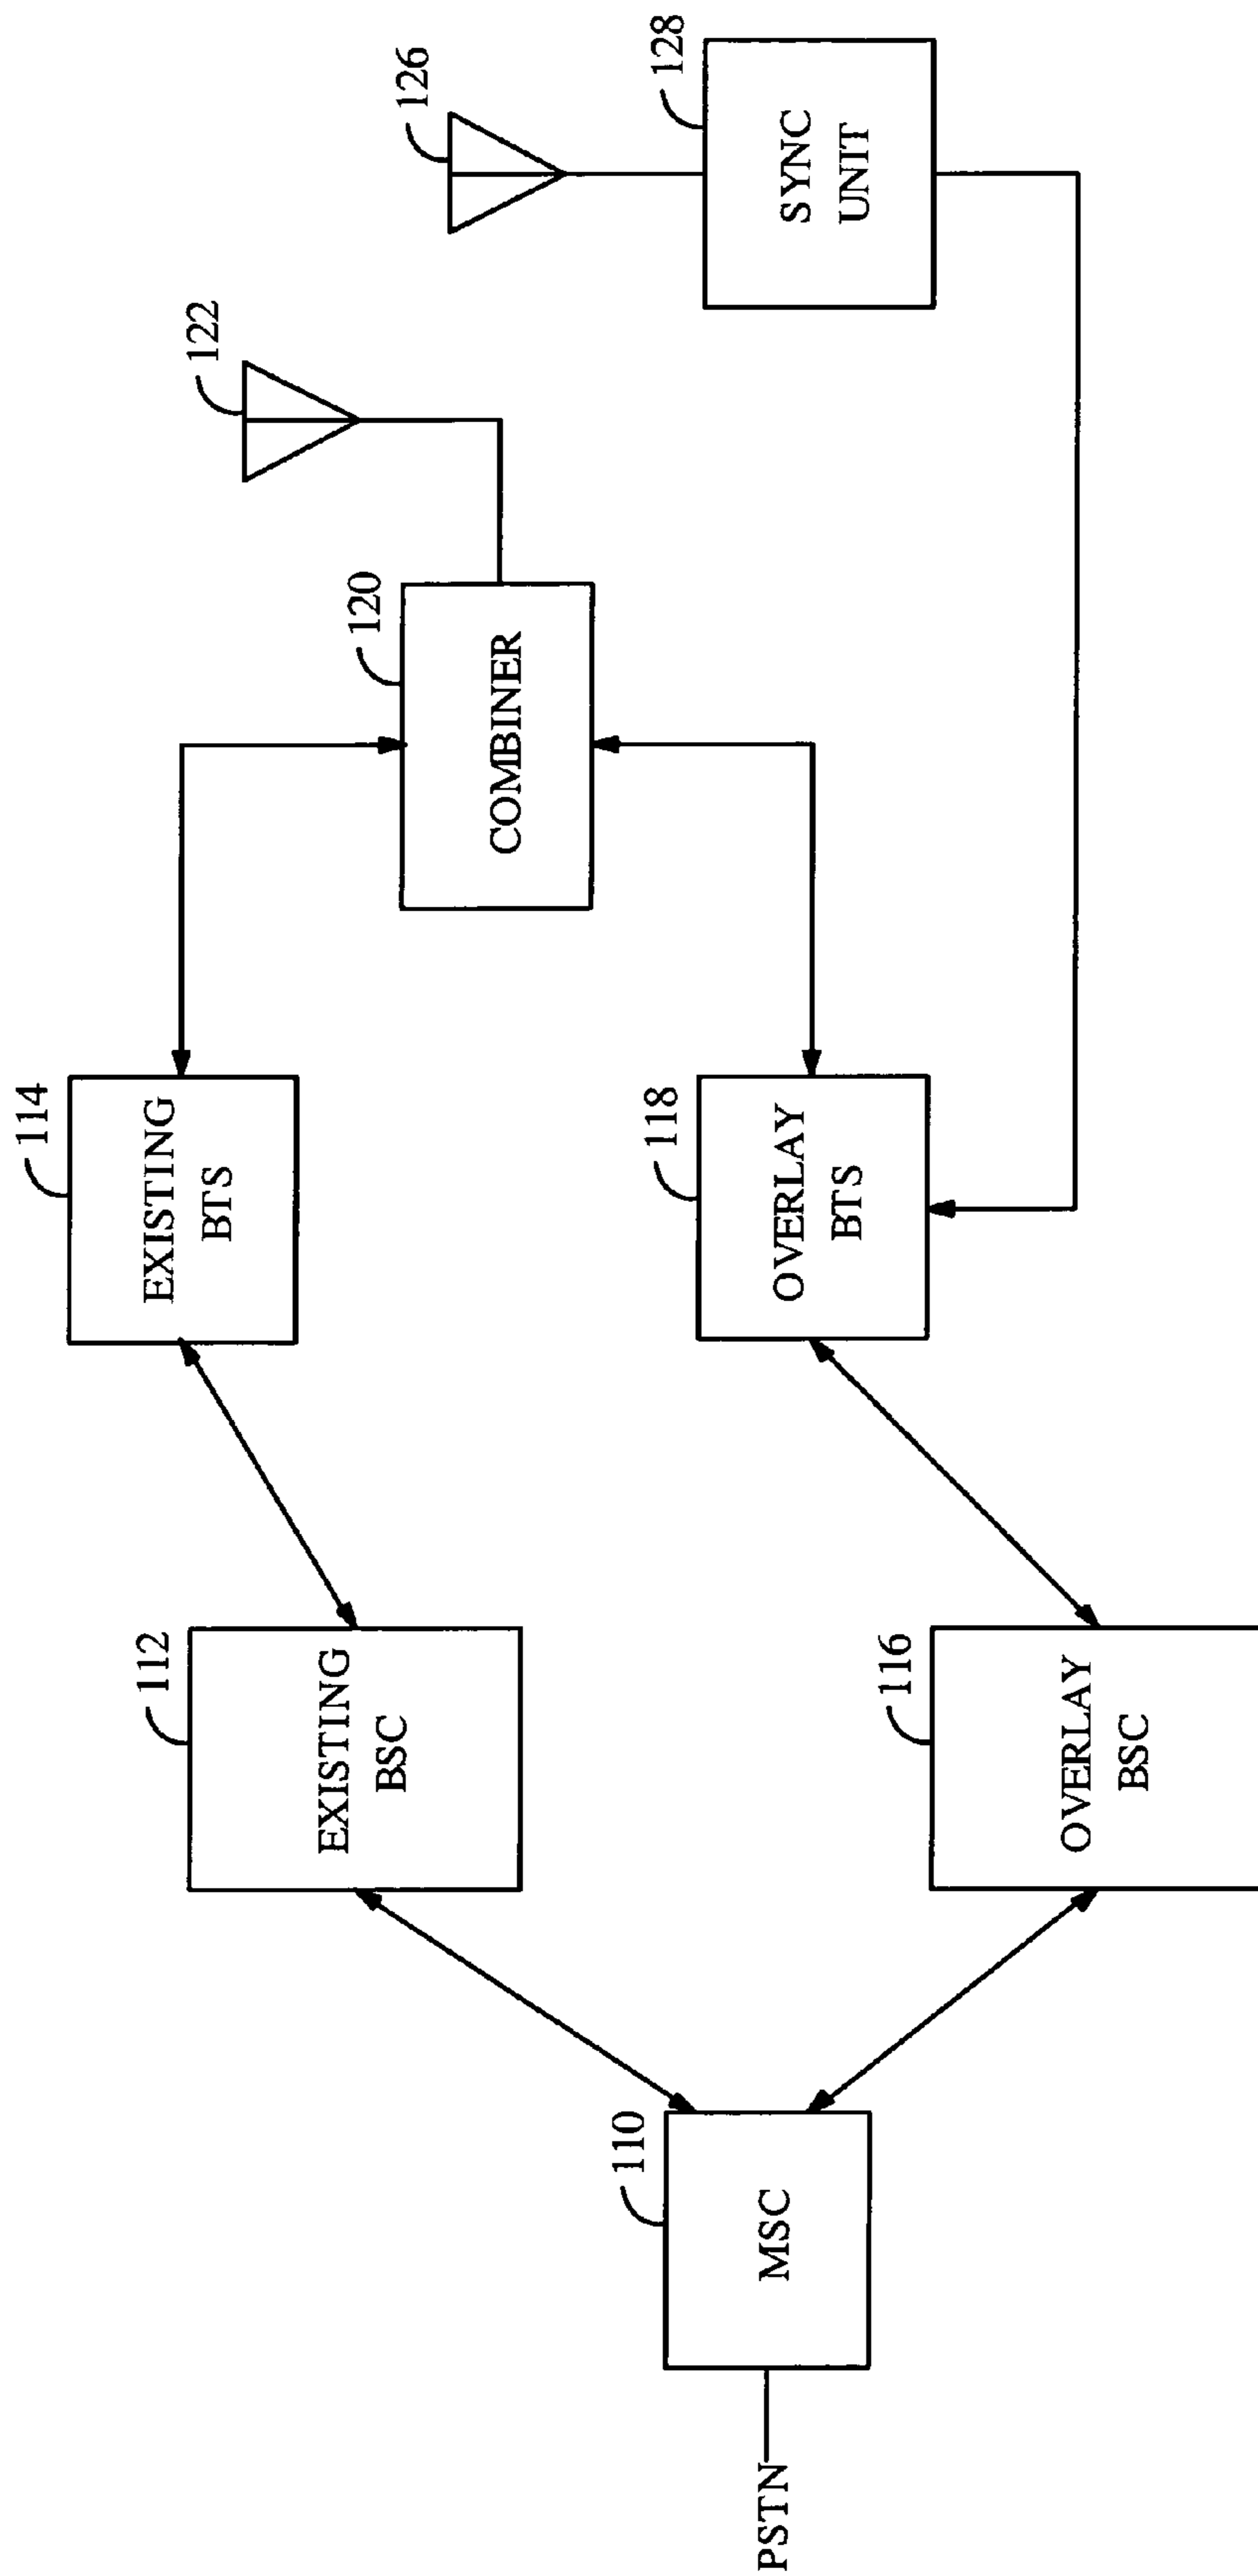 114
EXISTING
BTS
122
126
112
EXISTING
BSC
120
COMBINER
128
SYNC
UNIT
110
MSC
PSTN
118
OVERLAY
BTS
116
OVERLAY
BSC